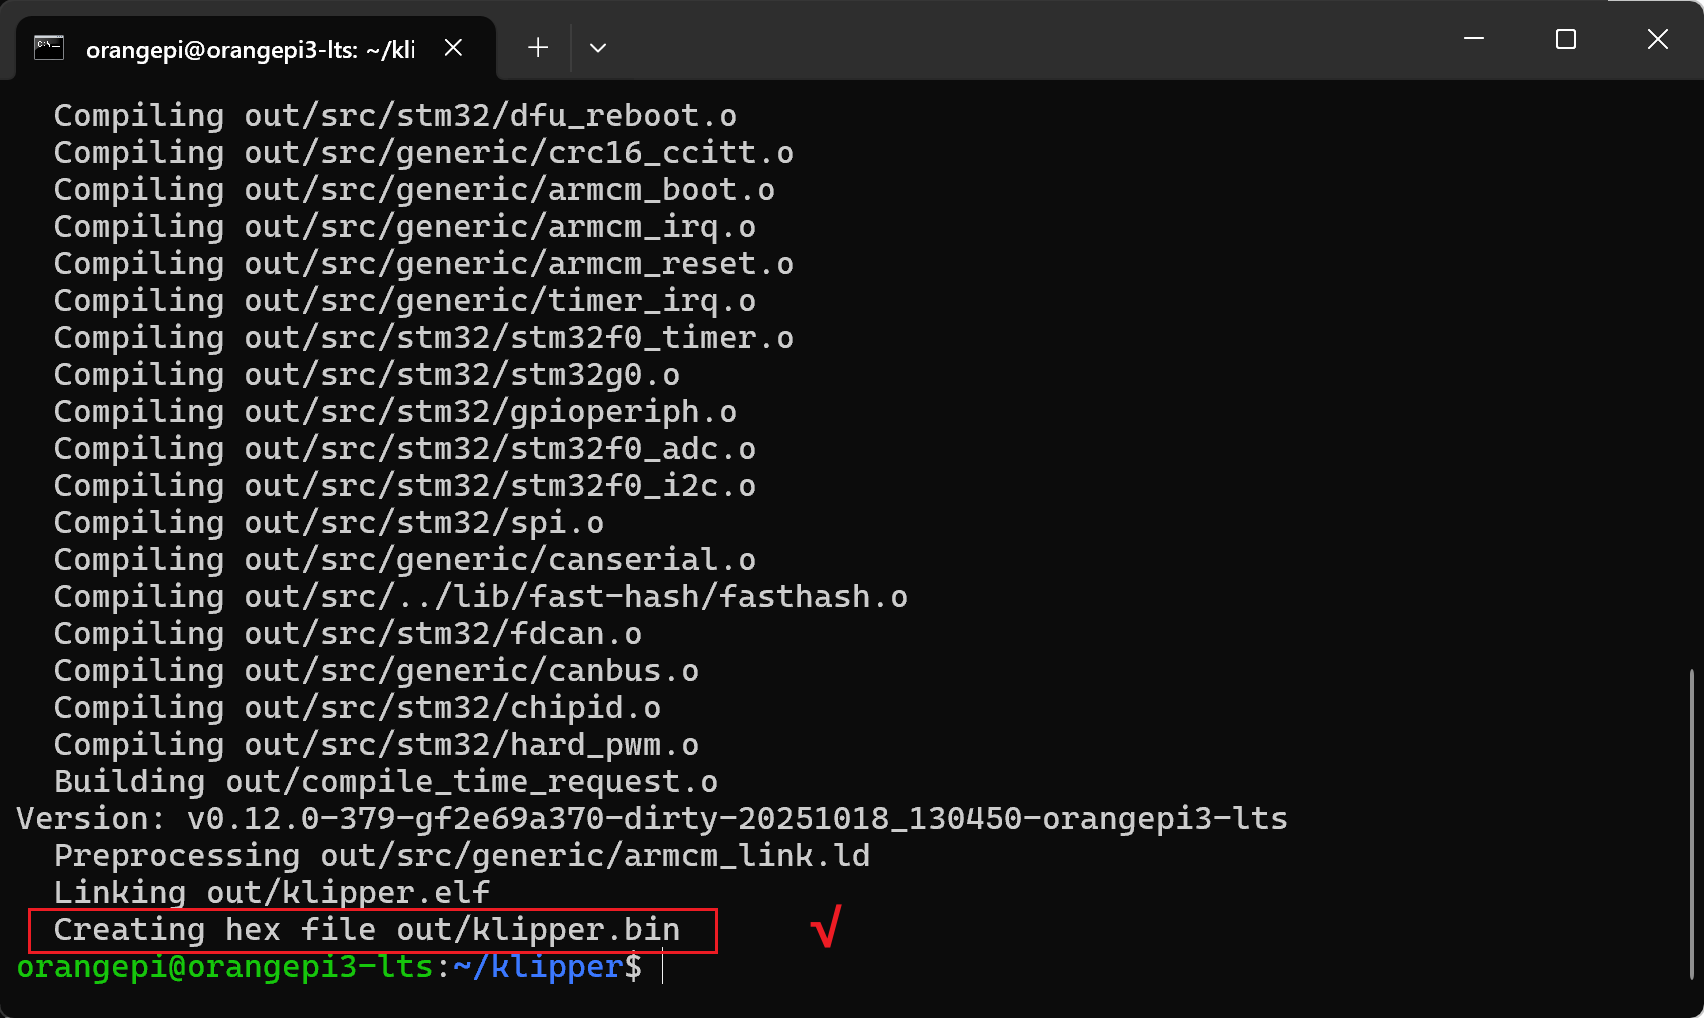 orangepi@orangepi3-lts: ~/kli
Compiling out/src/stm32/dfu_reboot.o
Compiling out/src/generic/crc16_ccitt.o
Compiling out/src/generic/armcm_boot.o
Compiling out/src/generic/armcm_irq.o
Compiling out/src/generic/armcm_reset.o
Compiling out/src/generic/timer_irq.o
Compiling out/src/stm32/stm32f0_timer.o
Compiling out/src/stm32/stm32g0.o
Compiling out/src/stm32/gpioperiph.o
Compiling out/src/stm32/stm32f0_adc.o
Compiling out/src/stm32/stm32f0_i2c.o
Compiling out/src/stm32/spi.o
Compiling out/src/generic/canserial.o
Compiling out/src/../lib/fast-hash/fasthash.o
Compiling out/src/stm32/fdcan.o
Compiling out/src/generic/canbus.o
Compiling out/src/stm32/chipid.o
Compiling out/src/stm32/hard_pwm.o
Building out/compile_time_request.o
Version: v0.12.0-379-gf2e69a370-dirty-20251018_130450-orangepi3-lts
Preprocessing out/src/generic/armcm_link.ld
Linking out/klipper.elf
Creating hex file out/klipper.bin √
orangepi@orangepi3-lts:~/klipper$